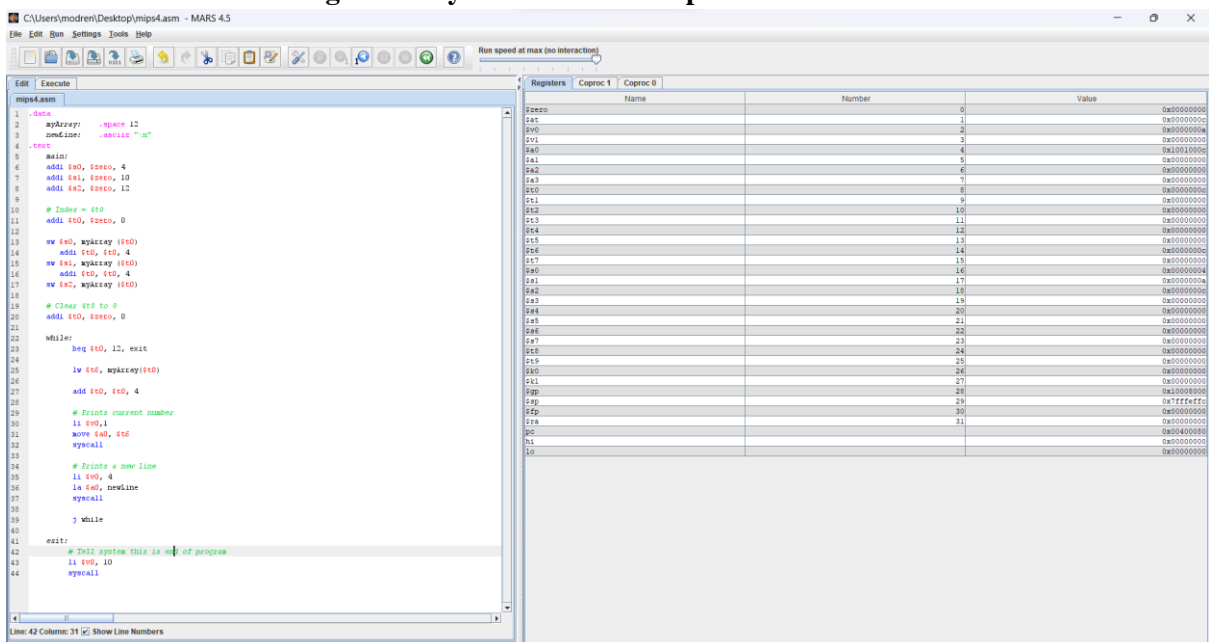 C:\Users\modren\Desktop\mips4.asm - MARS 4.5
File Edit Run Settings Tools Help
Run speed at max (no interaction)
Edit Execute
mips4.asm
1 .data
2 myArray: .space 12
3 newLine: .asciiz "\n"
4 .text
5 main:
6 addi $s0, $zero, 4
7 addi $s1, $zero, 10
8 addi $s2, $zero, 12
9
10 # Index = $t0
11 addi $t0, $zero, 0
12
13 sw $s0, myArray ($t0)
14 addi $t0, $t0, 4
15 sw $s1, myArray ($t0)
16 addi $t0, $t0, 4
17 sw $s2, myArray ($t0)
18
19 # Clear $t0 to 0
20 addi $t0, $zero, 0
21
22 while:
23 beq $t0, 12, exit
24
25 lw $t6, myArray($t0)
26
27 add $t0, $t0, 4
28
29 # Prints current number
30 li $v0,1
31 move $a0, $t6
32 syscall
33
34 # Prints a new line
35 li $v0, 4
36 la $a0, newLine
37 syscall
38
39 j while
40
41 exit:
42 # Tell system this is end of program
43 li $v0, 10
44 syscall
Line: 42 Column: 31 Show Line Numbers
Registers Coproc 1 Coproc 0
Name Number Value
$zero 0 0x00000000
$at 1 0x0000000c
$v0 2 0x0000000a
$v1 3 0x00000000
$a0 4 0x1001000c
$a1 5 0x00000000
$a2 6 0x00000000
$a3 7 0x00000000
$t0 8 0x0000000c
$t1 9 0x00000000
$t2 10 0x00000000
$t3 11 0x00000000
$t4 12 0x00000000
$t5 13 0x00000000
$t6 14 0x0000000c
$t7 15 0x00000000
$s0 16 0x00000004
$s1 17 0x0000000a
$s2 18 0x0000000c
$s3 19 0x00000000
$s4 20 0x00000000
$s5 21 0x00000000
$s6 22 0x00000000
$s7 23 0x00000000
$t8 24 0x00000000
$t9 25 0x00000000
$k0 26 0x00000000
$k1 27 0x00000000
$gp 28 0x10008000
$sp 29 0x7fffeffc
$fp 30 0x00000000
$ra 31 0x00000000
pc 0x00400080
hi 0x00000000
lo 0x00000000